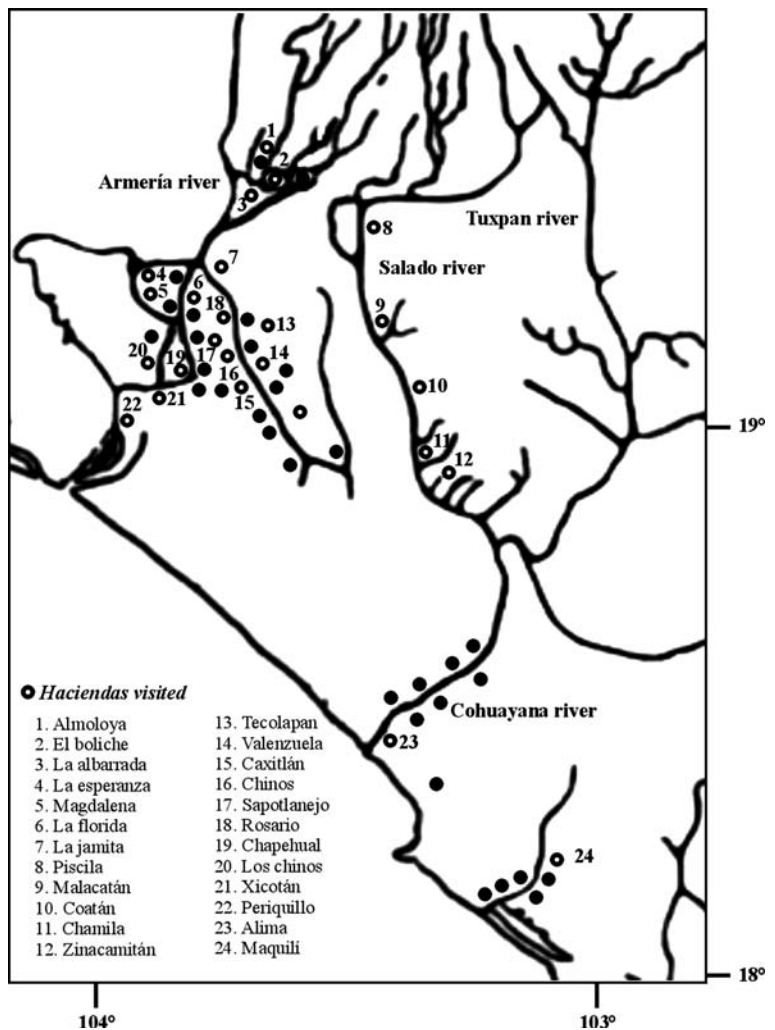 1
2
Armería river
3
Tuxpan river
8
7
Salado river
4
6
5
18
9
13
20
19
17
14
16
10
15
22
21
19°
11
12
Haciendas visited
1. Almoloya
2. El boliche
3. La albarrada
4. La esperanza
5. Magdalena
6. La florida
7. La jamita
8. Piscila
9. Malacatán
10. Coatán
11. Chamila
12. Zinacamitán
13. Tecolapan
14. Valenzuela
15. Caxitlán
16. Chinos
17. Sapotlanejo
18. Rosario
19. Chapehual
20. Los chinos
21. Xicotán
22. Periquillo
23. Alima
24. Maquilí
Cohuayana river
23
24
18°
104°
103°